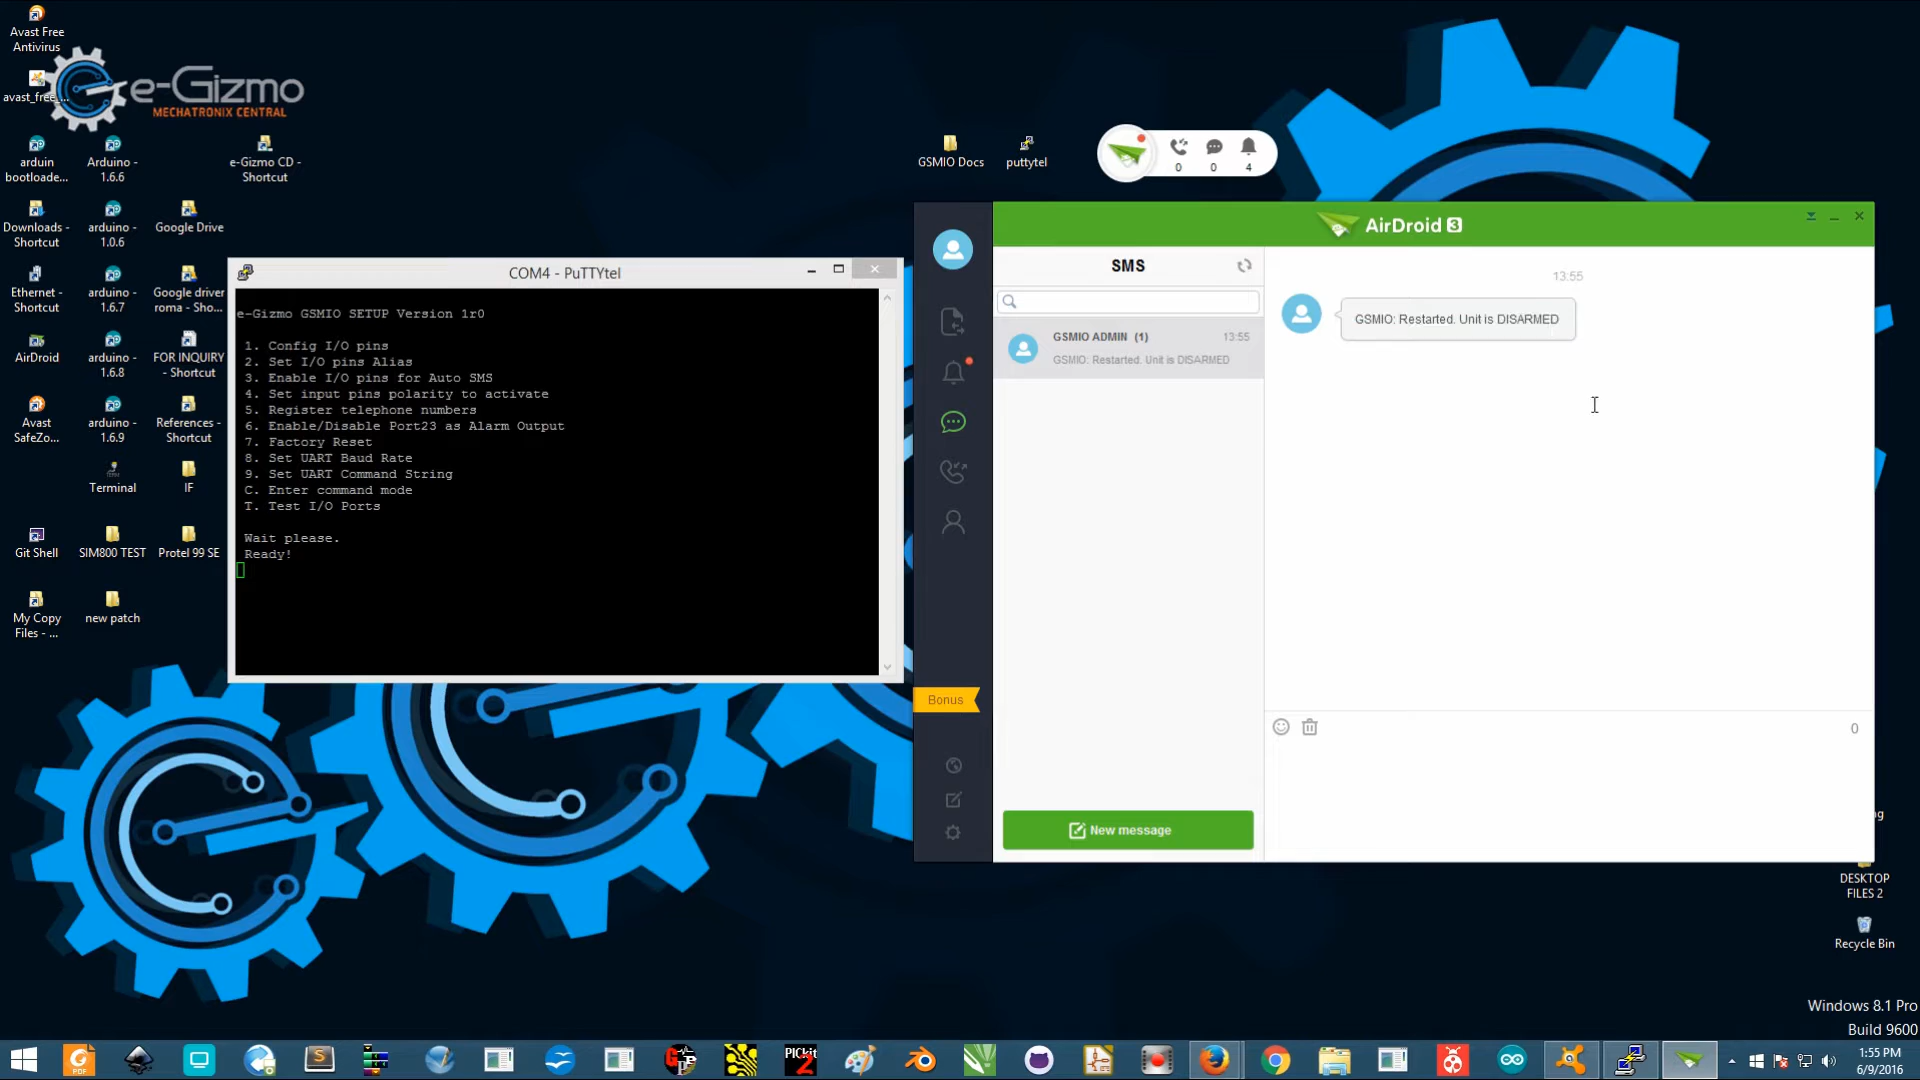 Avast Free
Antivirus
avast_free_...
e-Gizmo
MECHATRONIX CENTRAL
arduin
bootloade...
Arduino -
1.6.6
e-Gizmo CD -
Shortcut
Downloads -
Shortcut
arduino -
1.0.6
Google Drive
Ethernet -
Shortcut
arduino -
1.6.7
Google driver
roma - Sho...
AirDroid
arduino -
1.6.8
FOR INQUIRY
- Shortcut
Avast
SafeZo...
arduino -
1.6.9
References -
Shortcut
Terminal
IF
Git Shell
SIM800 TEST
Protel 99 SE
My Copy
Files - ...
new patch
GSMIO Docs
puttytel
0
0
4
COM4 - PuTTYtel
e-Gizmo GSMIO SETUP Version 1r0
1. Config I/O pins
2. Set I/O pins Alias
3. Enable I/O pins for Auto SMS
4. Set input pins polarity to activate
5. Register telephone numbers
6. Enable/Disable Port23 as Alarm Output
7. Factory Reset
8. Set UART Baud Rate
9. Set UART Command String
C. Enter command mode
T. Test I/O Ports
Wait please.
Ready!
AirDroid 3
SMS
GSMIO ADMIN (1)
13:55
GSMIO: Restarted. Unit is DISARMED
13:55
GSMIO: Restarted. Unit is DISARMED
Bonus
0
New message
DESKTOP
FILES 2
Recycle Bin
Windows 8.1 Pro
Build 9600
PDF
PICkit
2
1:55 PM
6/9/2016